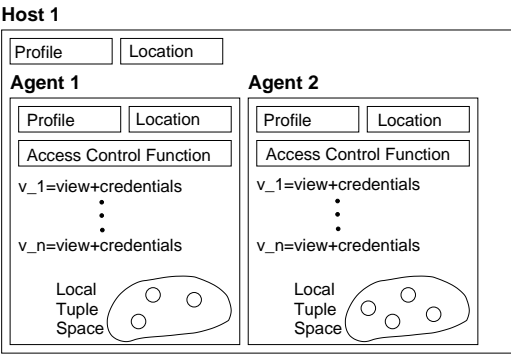 Host 1
Profile
Location
Agent 1
Profile
Location
Access Control Function
v_1=view+credentials
v_n=view+credentials
Local
Tuple
Space
Agent 2
Profile
Location
Access Control Function
v_1=view+credentials
v_n=view+credentials
Local
Tuple
Space